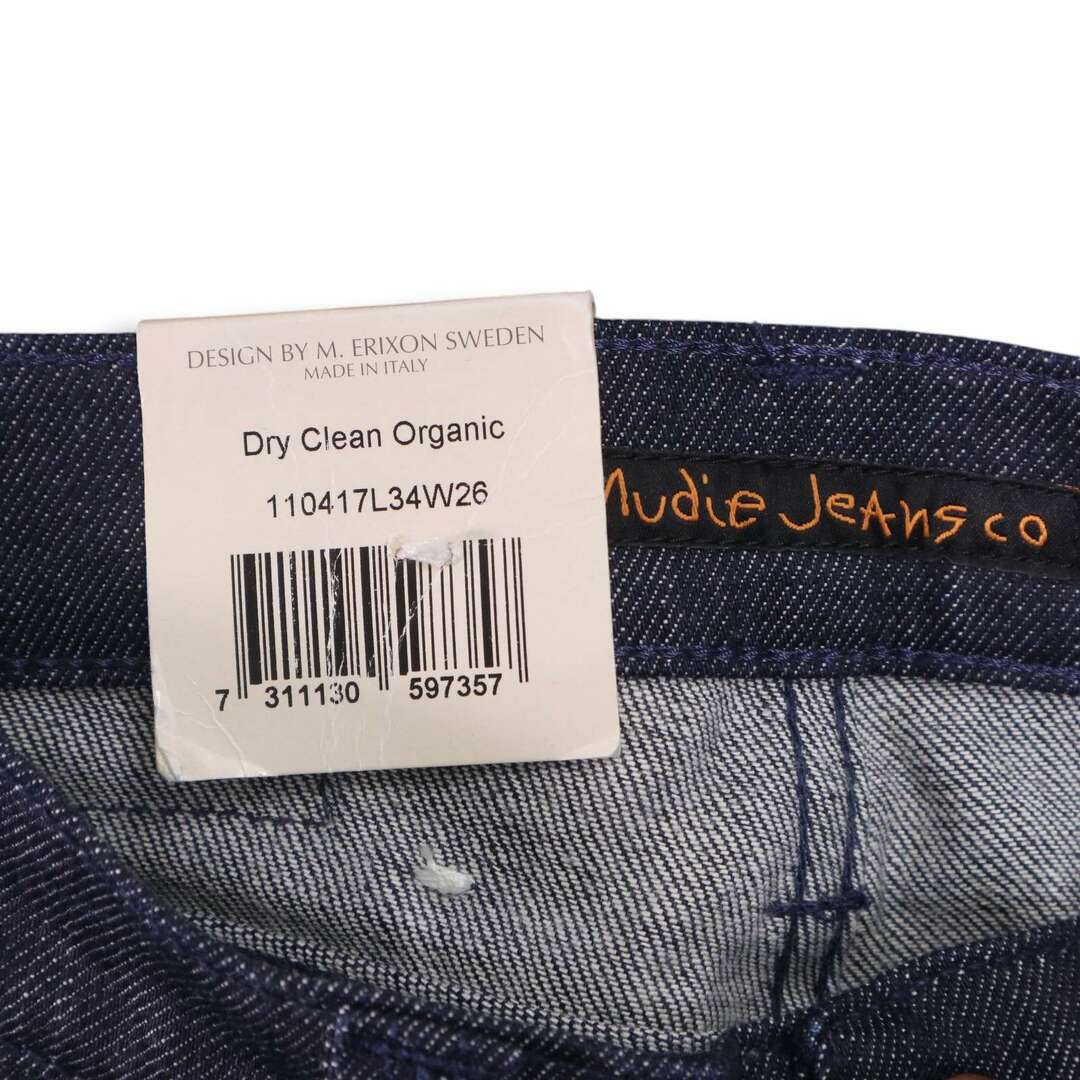 DESIGN BY M. ERIXON SWEDEN
MADE IN ITALY
Dry Clean Organic
110417L34W26
7 311130 597357
Nudie Jeans co